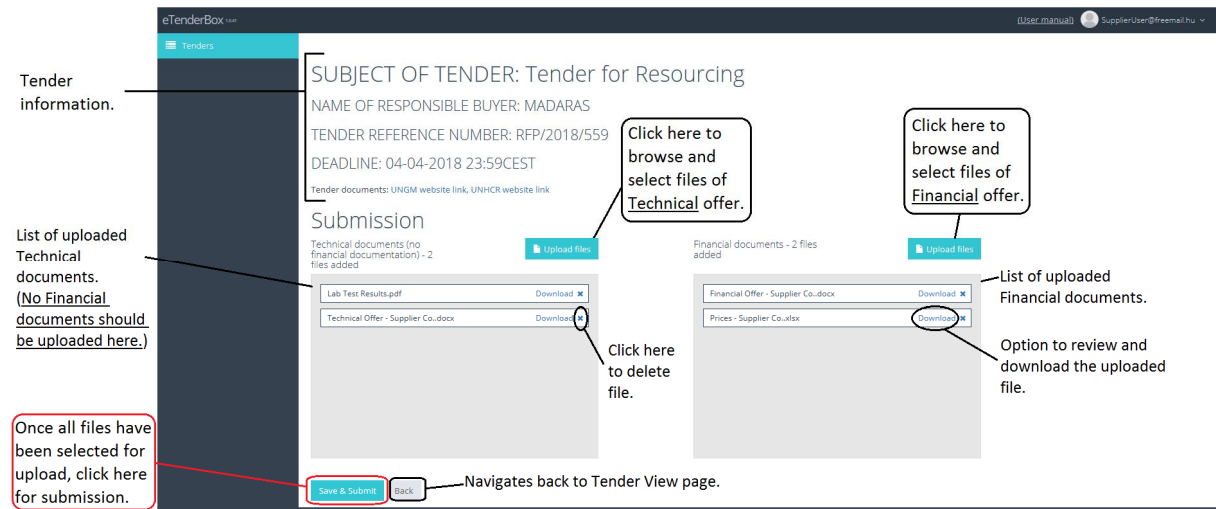 eTenderBox
(User manual)
SupplierUser@freemail.hu
Tenders
Tender
information.
SUBJECT OF TENDER: Tender for Resourcing
NAME OF RESPONSIBLE BUYER: MADARAS
TENDER REFERENCE NUMBER: RFP/2018/559
DEADLINE: 04-04-2018 23:59CEST
Tender documents: UNGM website link, UNHCR website link
Click here to
browse and
select files of
Technical offer.
Click here to
browse and
select files of
Financial offer.
Submission
Technical documents (no
financial documentation) - 2
files added
Upload files
Financial documents - 2 files
added
Upload files
List of uploaded
Technical
documents.
(No Financial
documents should
be uploaded here.)
Lab Test Results.pdf Download ✖
Technical Offer - Supplier Co..docx Download ✖
Financial Offer - Supplier Co..docx Download ✖
Prices - Supplier Co..xlsx Download ✖
List of uploaded
Financial documents.
Click here
to delete
file.
Option to review and
download the uploaded
file.
Once all files have
been selected for
upload, click here
for submission.
Save & Submit
Back
Navigates back to Tender View page.